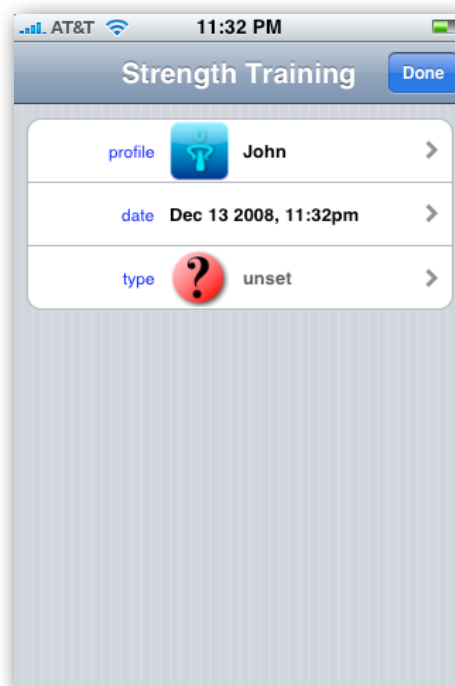 AT&T 11:32 PM
Strength Training Done
profile John
date Dec 13 2008, 11:32pm
type ? unset